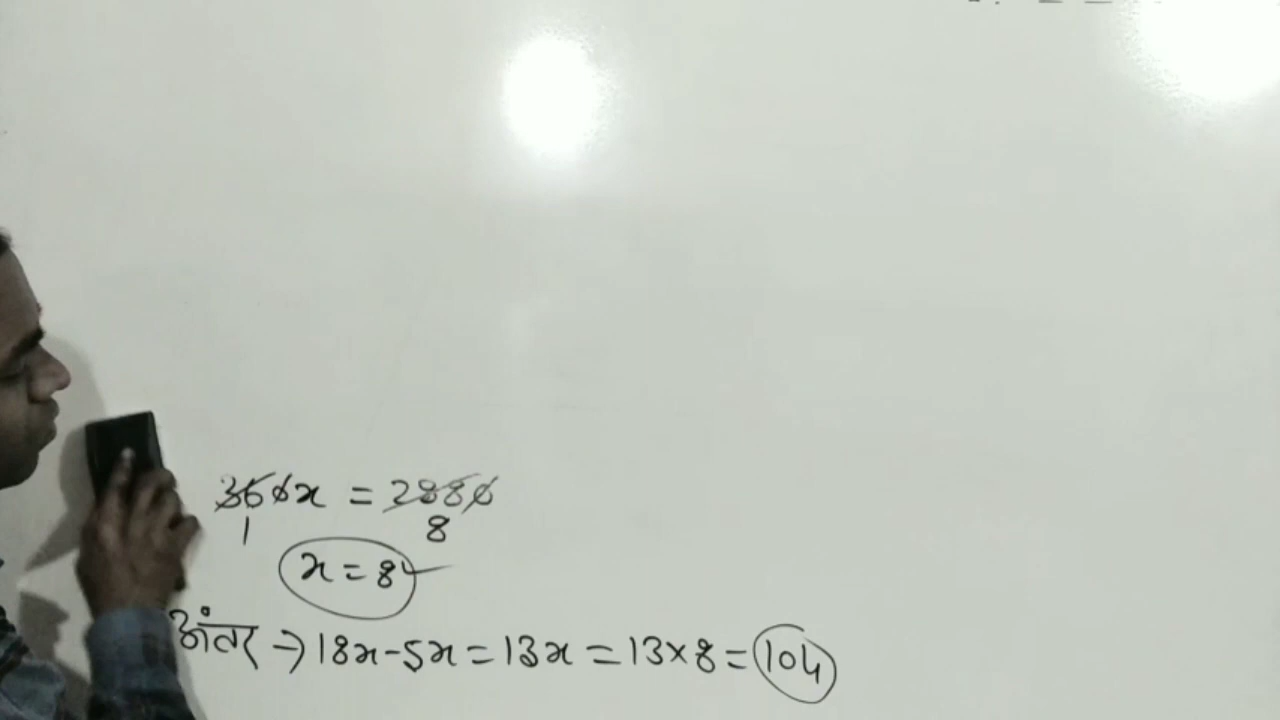 360x = 2880
1 8
x = 8
अंतर → 18x-5x = 13x = 13×8 = 104